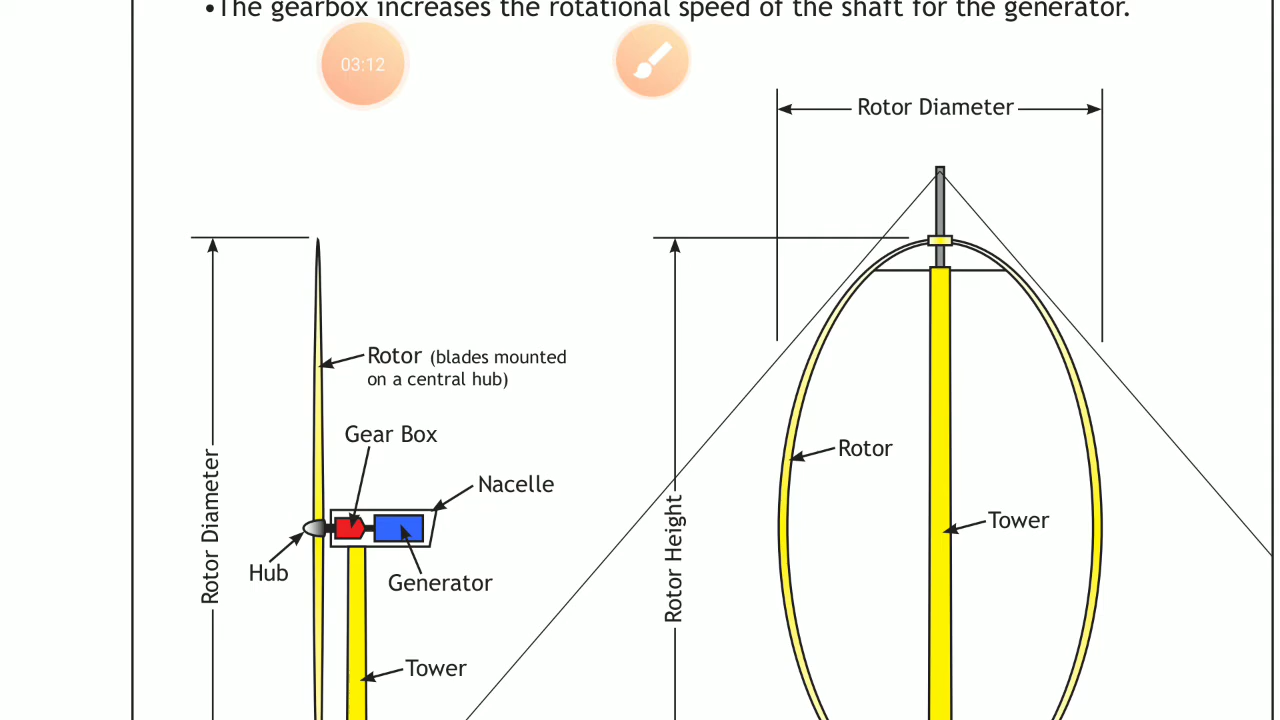 •The gearbox increases the rotational speed of the shaft for the generator.
03:12
Rotor Diameter
Rotor (blades mounted
on a central hub)
Gear Box
Nacelle
Rotor Diameter
Hub
Generator
Tower
Rotor Height
Rotor
Tower